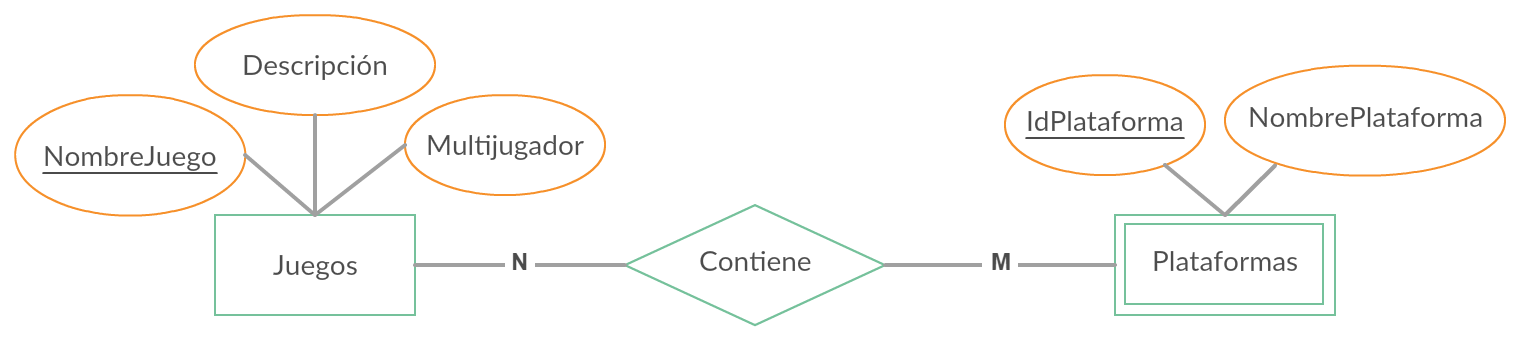 Descripción
NombreJuego
Multijugador
IdPlataforma
NombrePlataforma
Juegos
N
Contiene
M
Plataformas